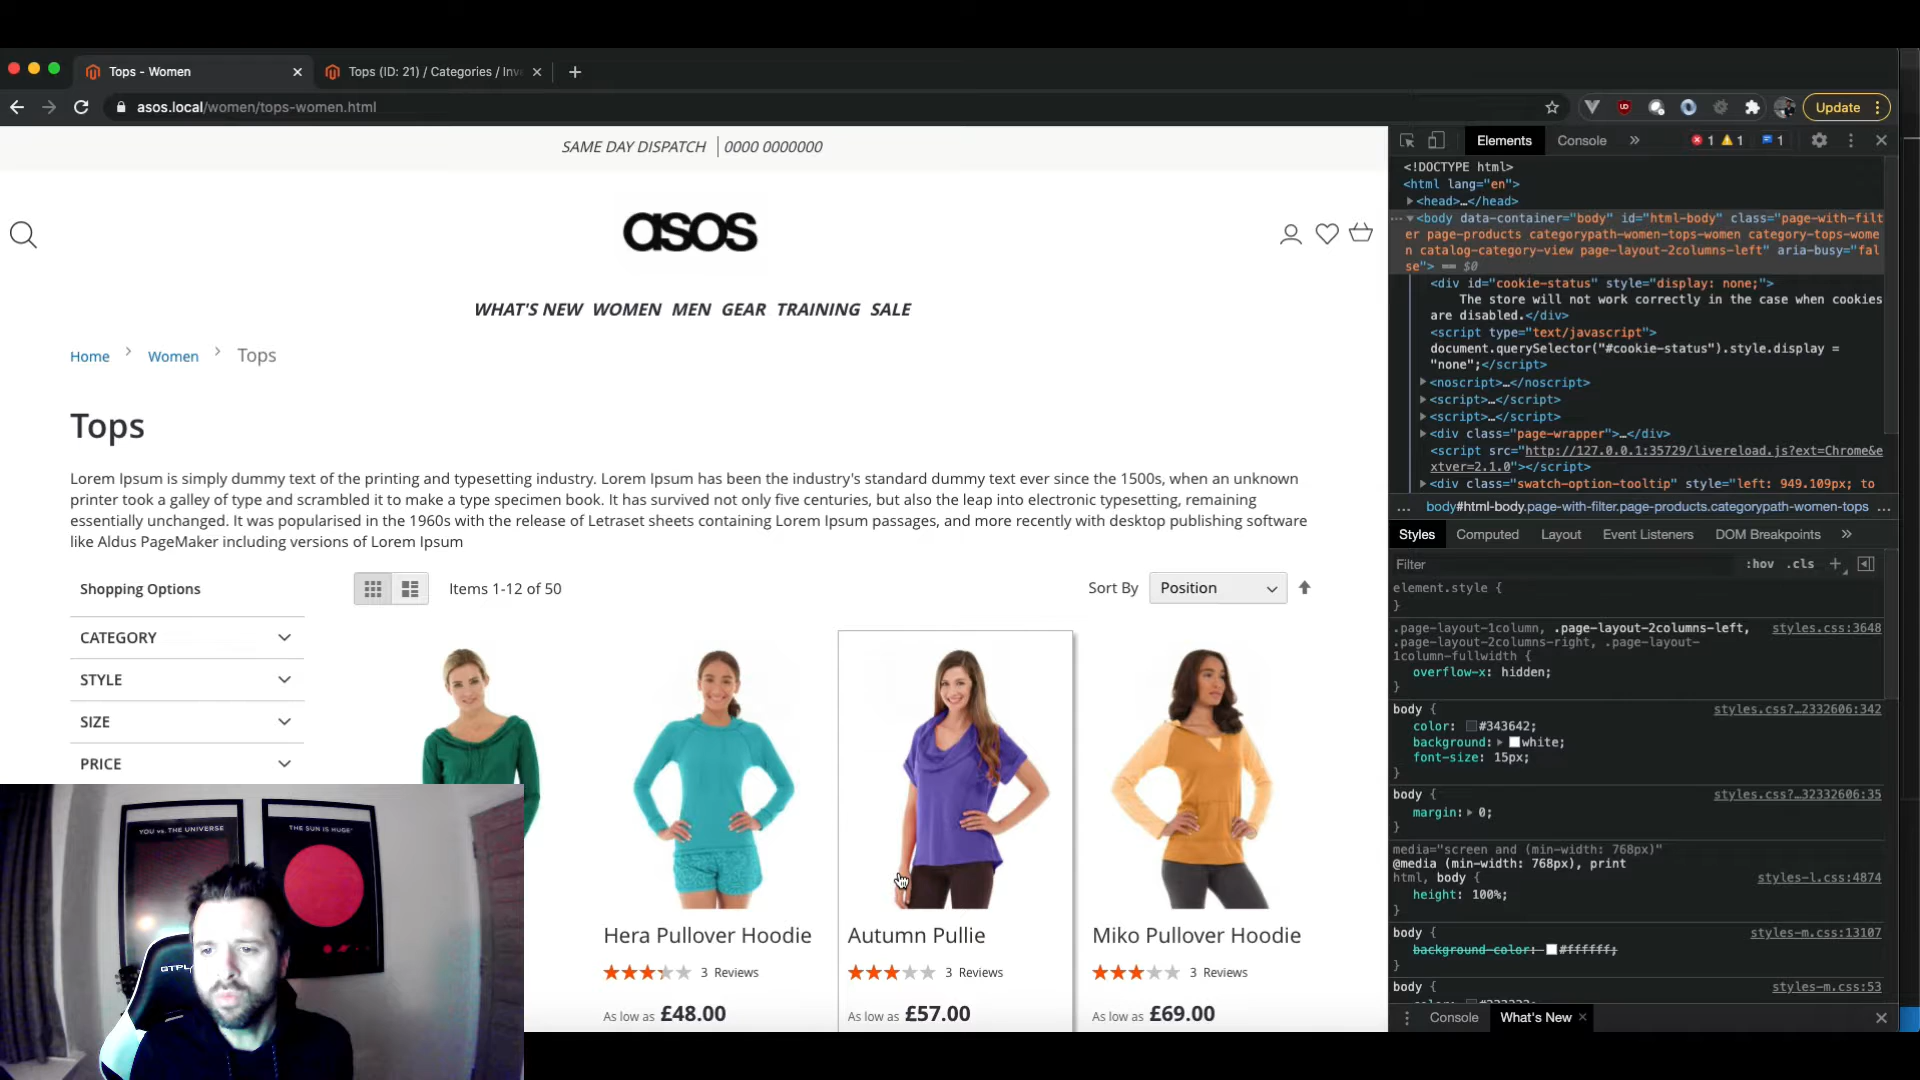 Tops - Women
Tops (ID: 21) / Categories / Inv
asos.local/women/tops-women.html
Update
SAME DAY DISPATCH | 0000 0000000
asos
WHAT'S NEW WOMEN MEN GEAR TRAINING SALE
Home > Women > Tops
Tops
Lorem Ipsum is simply dummy text of the printing and typesetting industry. Lorem Ipsum has been the industry's standard dummy text ever since the 1500s, when an unknown
printer took a galley of type and scrambled it to make a type specimen book. It has survived not only five centuries, but also the leap into electronic typesetting, remaining
essentially unchanged. It was popularised in the 1960s with the release of Letraset sheets containing Lorem Ipsum passages, and more recently with desktop publishing software
like Aldus PageMaker including versions of Lorem Ipsum
Shopping Options
Items 1-12 of 50
Sort By Position
CATEGORY
STYLE
SIZE
PRICE
Hera Pullover Hoodie
3 Reviews
As low as £48.00
Autumn Pullie
3 Reviews
As low as £57.00
Miko Pullover Hoodie
3 Reviews
As low as £69.00
YOU vs. THE UNIVERSE
THE SUN IS HUGE
GTPL
Elements Console » 1 1 1
<!DOCTYPE html>
<html lang="en">
<head>…</head>
<body data-container="body" id="html-body" class="page-with-filt
er page-products categorypath-women-tops-women category-tops-wome
n catalog-category-view page-layout-2columns-left" aria-busy="fal
se"> == $0
<div id="cookie-status" style="display: none;">
The store will not work correctly in the case when cookies
are disabled.</div>
<script type="text/javascript">
document.querySelector("#cookie-status").style.display =
"none";</script>
<noscript>…</noscript>
<script>…</script>
<script>…</script>
<div class="page-wrapper">…</div>
<script src="http://127.0.0.1:35729/livereload.js?ext=Chrome&e
xtver=2.1.0"></script>
<div class="swatch-option-tooltip" style="left: 949.109px; to
... body#html-body.page-with-filter.page-products.categorypath-women-tops ...
Styles Computed Layout Event Listeners DOM Breakpoints »
Filter :hov .cls +
element.style {
}
.page-layout-1column, .page-layout-2columns-left, styles.css:3648
.page-layout-2columns-right, .page-layout-
1column-fullwidth {
overflow-x: hidden;
}
body { styles.css?…2332606:342
color: #343642;
background: white;
font-size: 15px;
}
body { styles.css?…32332606:35
margin: 0;
}
media="screen and (min-width: 768px)"
@media (min-width: 768px), print
html, body { styles-l.css:4874
height: 100%;
}
body { styles-m.css:13107
background-color: #ffffff;
}
body { styles-m.css:53
Console What's New